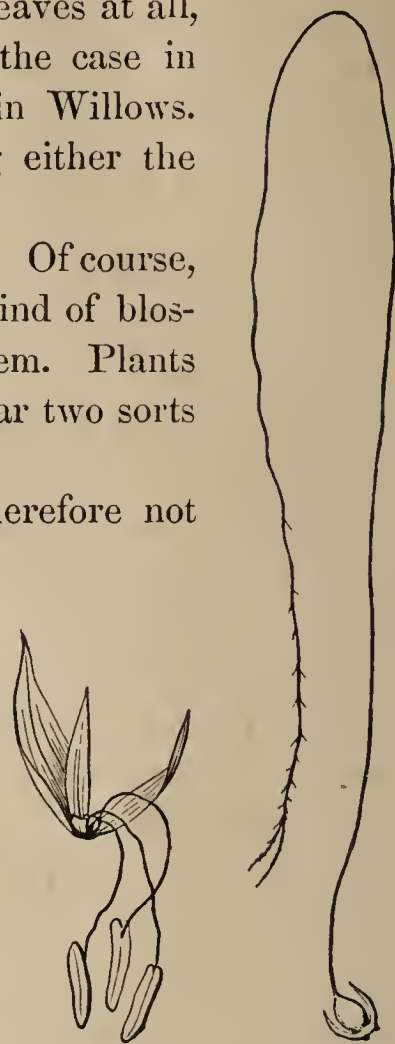 eaves at all,
the case in
in Willows.
either the
Of course,
ind of blos-
em. Plants
ar two sorts
erefore not